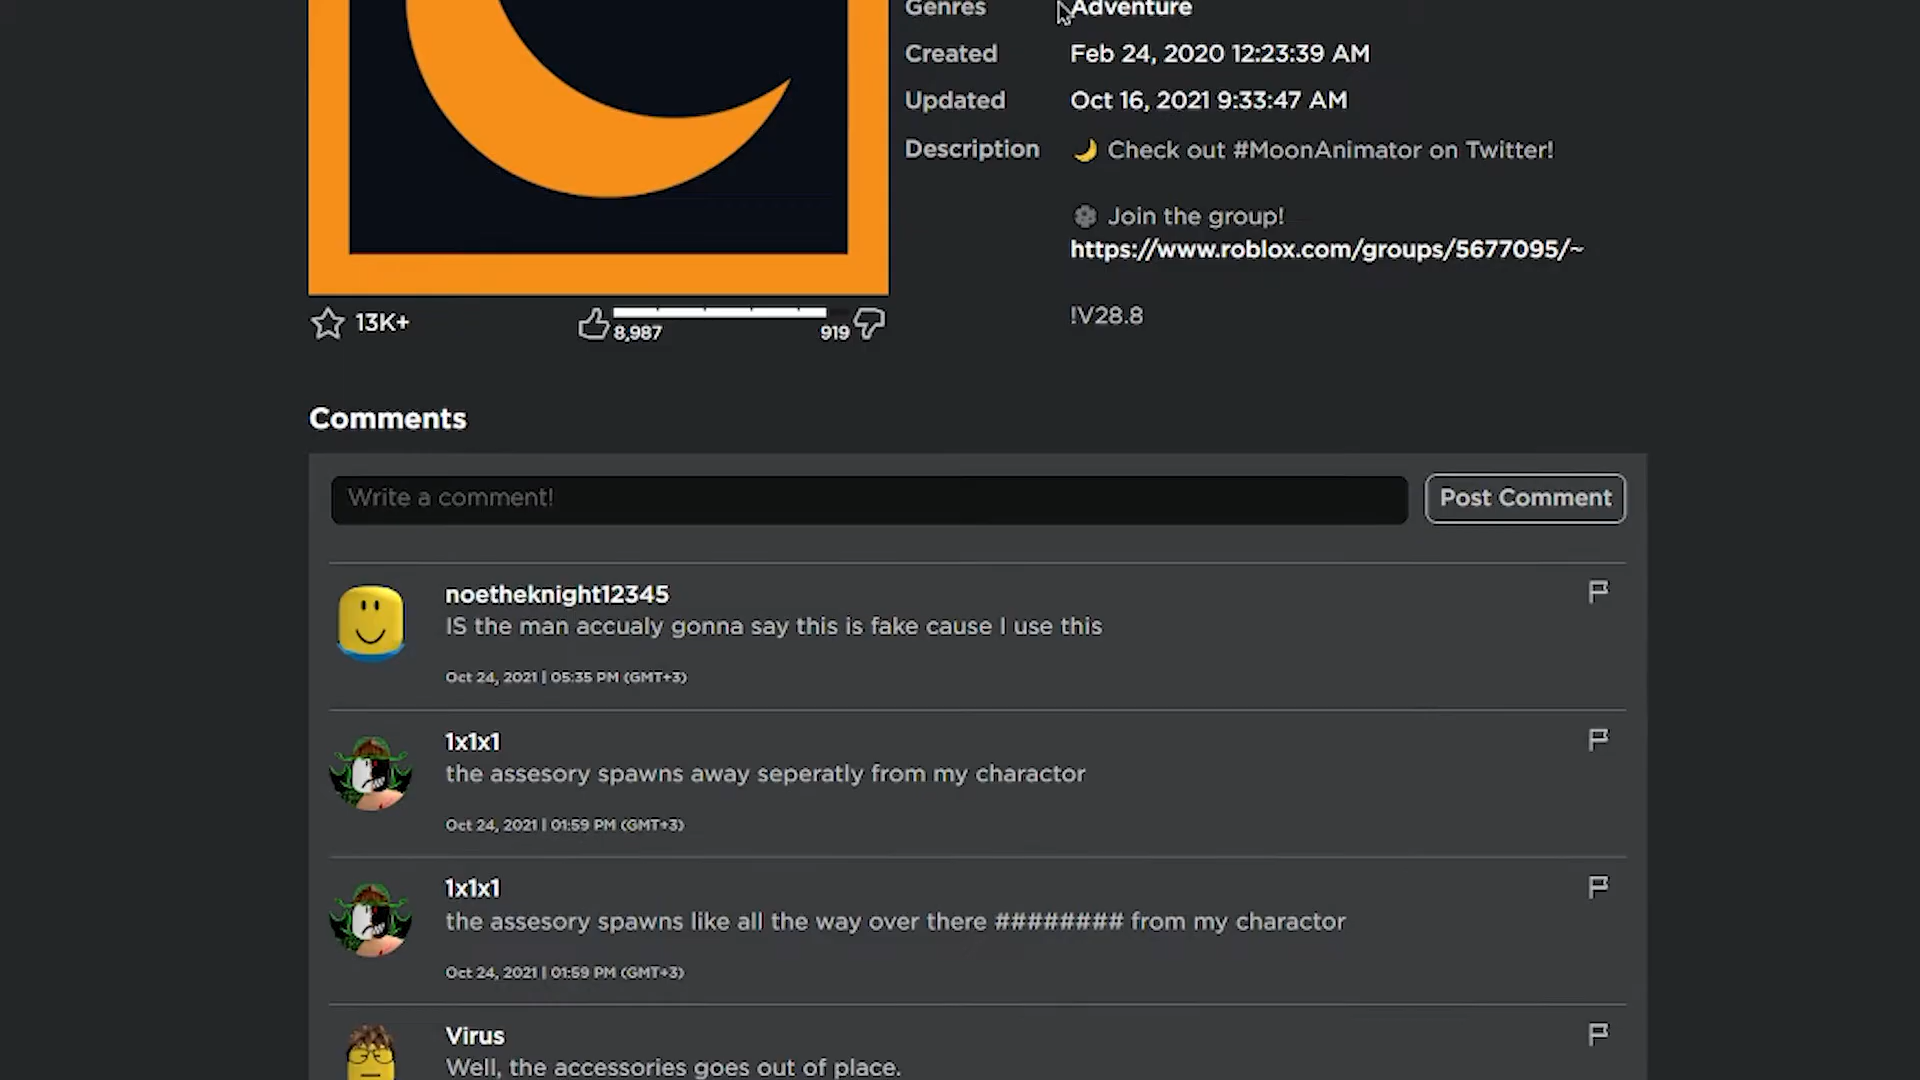 Genres Adventure
Created Feb 24, 2020 12:23:39 AM
Updated Oct 16, 2021 9:33:47 AM
Description 🌙 Check out #MoonAnimator on Twitter!
Join the group!
https://www.roblox.com/groups/5677095/~
!V28.8
13K+ 8,987 919
Comments
Write a comment! Post Comment
noetheknight12345
IS the man accualy gonna say this is fake cause I use this
Oct 24, 2021 | 05:35 PM (GMT+3)
1x1x1
the assesory spawns away seperatly from my charactor
Oct 24, 2021 | 01:59 PM (GMT+3)
1x1x1
the assesory spawns like all the way over there ######## from my charactor
Oct 24, 2021 | 01:59 PM (GMT+3)
Virus
Well, the accessories goes out of place.